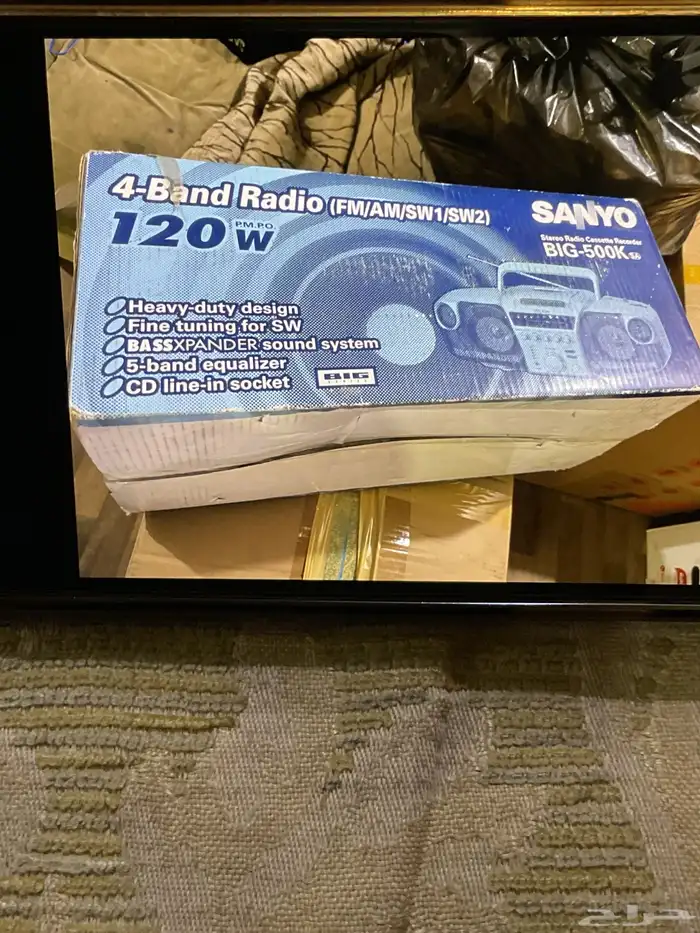 4-Band Radio (FM/AM/SW1/SW2)
120 P.M.P.O. W
SANYO
Stereo Radio Cassette Recorder
BIG-500K SA
Heavy-duty design
Fine tuning for SW
BASSXPANDER sound system
5-band equalizer
CD line-in socket
BIG
حراج